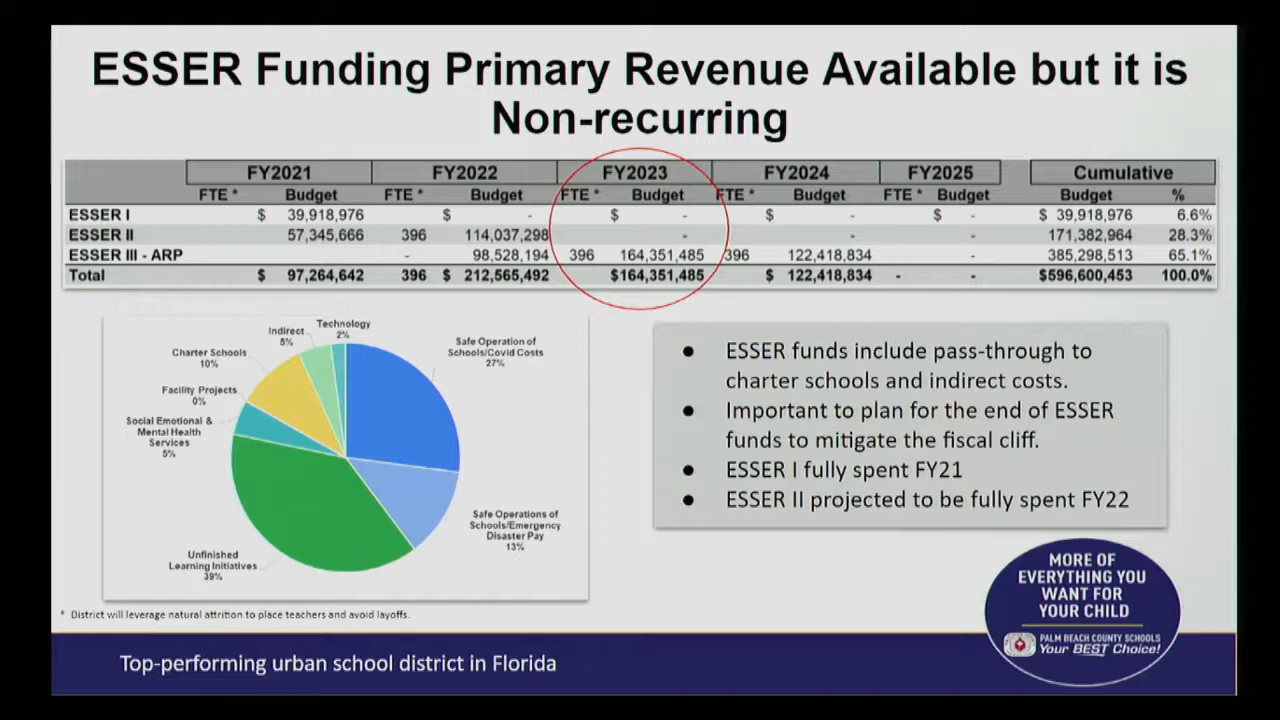 ESSER Funding Primary Revenue Available but it is
Non-recurring
FY2021 FY2022 FY2023 FY2024 FY2025 Cumulative
FTE * Budget FTE * Budget FTE * Budget FTE * Budget FTE * Budget Budget %
ESSER I $ 39,918,976 $ - $ - $ - $ - $ 39,918,976 6.6%
ESSER II 57,345,666 396 114,037,298 - - - 171,382,964 28.3%
ESSER III - ARP - 98,528,194 396 164,351,485 396 122,418,834 - 385,298,513 65.1%
Total $ 97,264,642 396 $ 212,565,492 $164,351,485 $ 122,418,834 - - $596,600,453 100.0%
Technology
2%
Indirect
5%
Charter Schools
10%
Facility Projects
0%
Social Emotional &
Mental Health
Services
5%
Unfinished
Learning Initiatives
39%
Safe Operation of
Schools/Covid Costs
27%
Safe Operations of
Schools/Emergency
Disaster Pay
13%
● ESSER funds include pass-through to
charter schools and indirect costs.
● Important to plan for the end of ESSER
funds to mitigate the fiscal cliff.
● ESSER I fully spent FY21
● ESSER II projected to be fully spent FY22
* District will leverage natural attrition to place teachers and avoid layoffs.
Top-performing urban school district in Florida
MORE OF
EVERYTHING YOU
WANT FOR
YOUR CHILD
PALM BEACH COUNTY SCHOOLS
Your BEST Choice!